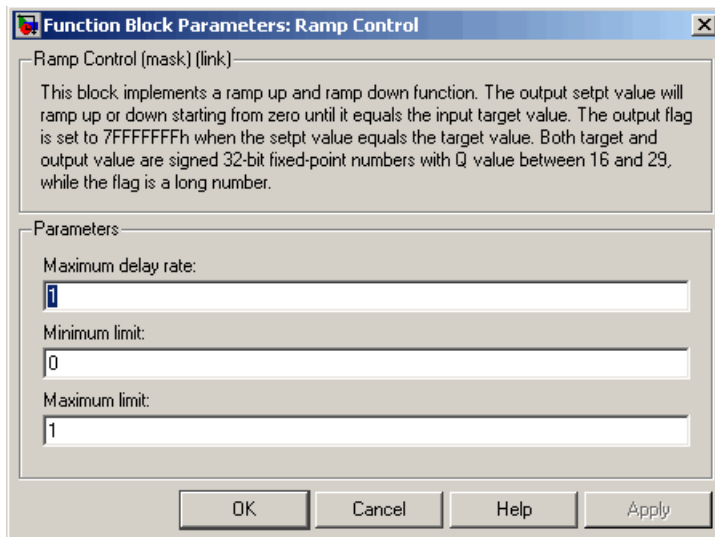 Function Block Parameters: Ramp Control
Ramp Control (mask) (link)
This block implements a ramp up and ramp down function. The output setpt value will
ramp up or down starting from zero until it equals the input target value. The output flag
is set to 7FFFFFFFh when the setpt value equals the target value. Both target and
output value are signed 32-bit fixed-point numbers with Q value between 16 and 29,
while the flag is a long number.
Parameters
Maximum delay rate:
1
Minimum limit:
0
Maximum limit:
1
OK Cancel Help Apply